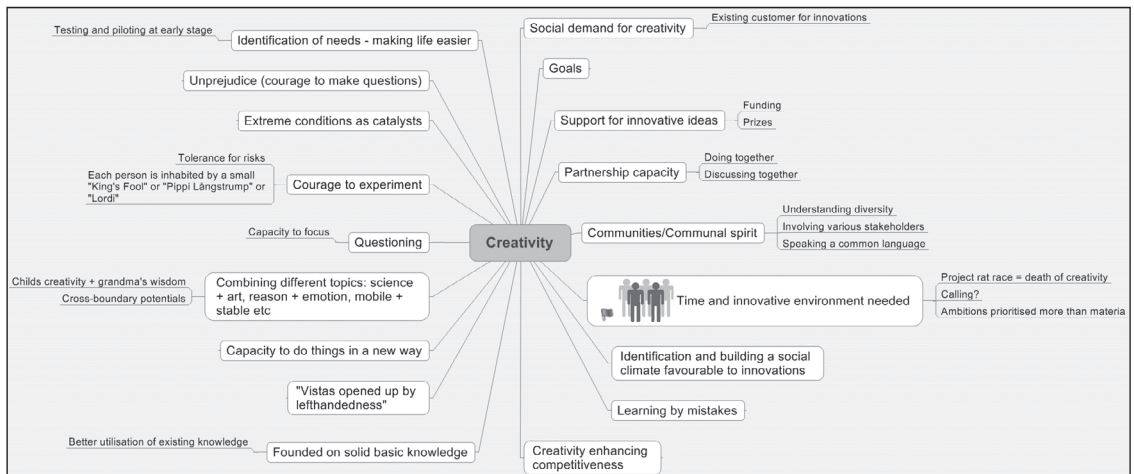 Testing and piloting at early stage
Identification of needs - making life easier
Unprejudice (courage to make questions)
Extreme conditions as catalysts
Tolerance for risks
Each person is inhabited by a small
"King's Fool" or "Pippi Långstrump" or
"Lordi"
Courage to experiment
Capacity to focus
Questioning
Childs creativity + grandma's wisdom
Cross-boundary potentials
Combining different topics: science
+ art, reason + emotion, mobile +
stable etc
Capacity to do things in a new way
"Vistas opened up by
lefthandedness"
Better utilisation of existing knowledge
Founded on solid basic knowledge
Creativity
Social demand for creativity
Existing customer for innovations
Goals
Support for innovative ideas
Funding
Prizes
Partnership capacity
Doing together
Discussing together
Communities/Communal spirit
Understanding diversity
Involving various stakeholders
Speaking a common language
Time and innovative environment needed
Project rat race = death of creativity
Calling?
Ambitions prioritised more than materia
Identification and building a social
climate favourable to innovations
Learning by mistakes
Creativity enhancing
competitiveness